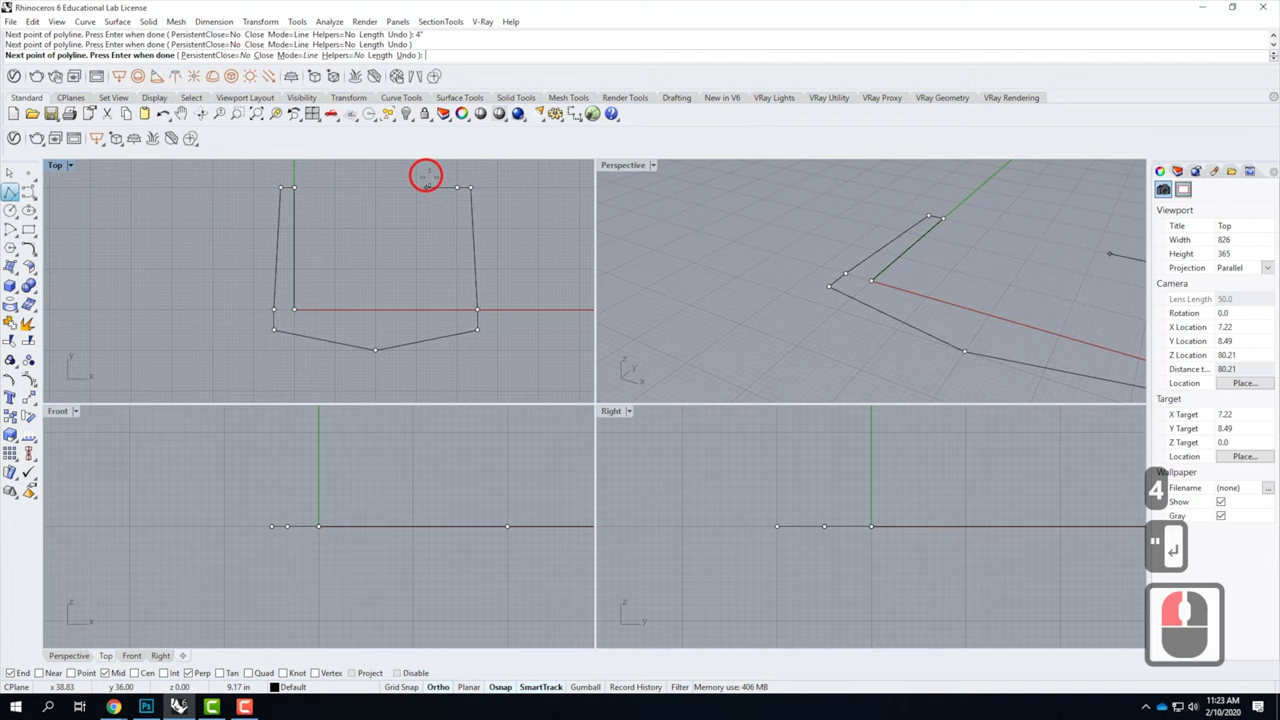 Rhinoceros 6 Educational Lab License
File Edit View Curve Surface Solid Mesh Dimension Transform Tools Analyze Render Panels SectionTools V-Ray Help
Next point of polyline. Press Enter when done ( PersistentClose=No Close Mode=Line Helpers=No Length Undo ): 4"
Next point of polyline. Press Enter when done ( PersistentClose=No Close Mode=Line Helpers=No Length Undo )
Next point of polyline. Press Enter when done ( PersistentClose=No Close Mode=Line Helpers=No Length Undo ):
Standard CPlanes Set View Display Select Viewport Layout Visibility Transform Curve Tools Surface Tools Solid Tools Mesh Tools Render Tools Drafting New in V6 VRay Lights VRay Utility VRay Proxy VRay Geometry VRay Rendering
Top
y
x
Perspective
z
y
x
Front
z
x
Right
z
y
Viewport
Title Top
Width 826
Height 365
Projection Parallel
Camera
Lens Length 50.0
Rotation 0.0
X Location 7.22
Y Location 8.49
Z Location 80.21
Distance t... 80.21
Location Place...
Target
X Target 7.22
Y Target 8.49
Z Target 0.0
Location Place...
Wallpaper
Filename (none) ...
Show
Gray
4
"
Perspective Top Front Right
End Near Point Mid Cen Int Perp Tan Quad Knot Vertex Project Disable
CPlane x 38.83 y 36.00 z 0.00 9.17 in Default Grid Snap Ortho Planar Osnap SmartTrack Gumball Record History Filter Memory use: 406 MB
11:23 AM
2/10/2020